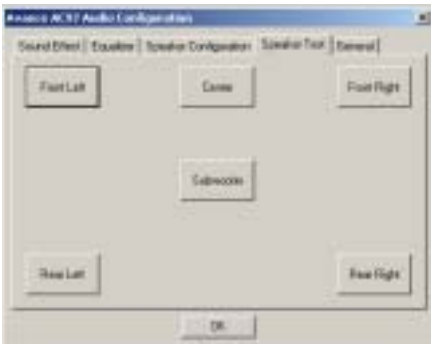 Avance AC97 Audio Configuration
Sound Effect Equalizer Speaker Configuration Speaker Test General
Front Left Center Front Right
Subwoofer
Rear Left Rear Right
OK